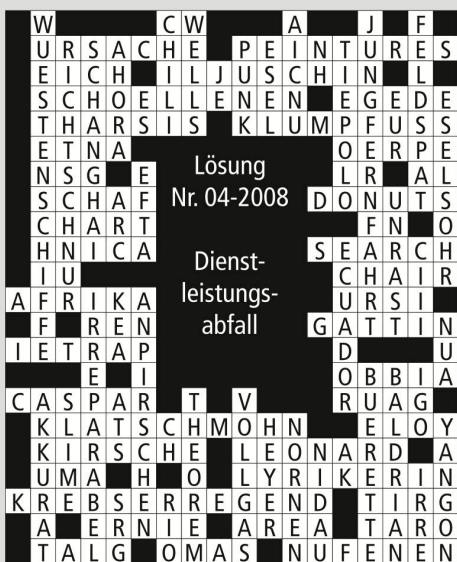 W C W A J F
URSACHE PEINTURES
EICH ILJUSCHIN L
SCHOELLENEN EGEDE
THARSIS KLUMPFUSS
ETNA OERPE
NSG E LR AL
SCHAF DONUTS
CHART FN O
HNICA SEARCH
IU CHAIR
AFRIKA URSI
F REN GATTIN
IETRAP D U
E I OBBIA
CASPAR T V RUAG
KLATSCHMOHN ELOY
KIRSCHE LEONARD A
UMA H O LYRIKERIN
KREBSERREGEND TIRG
A ERNIE AREA TARO
TALG OMAS NUFENEN
Lösung
Nr. 04-2008
Dienst-
leistungs-
abfall